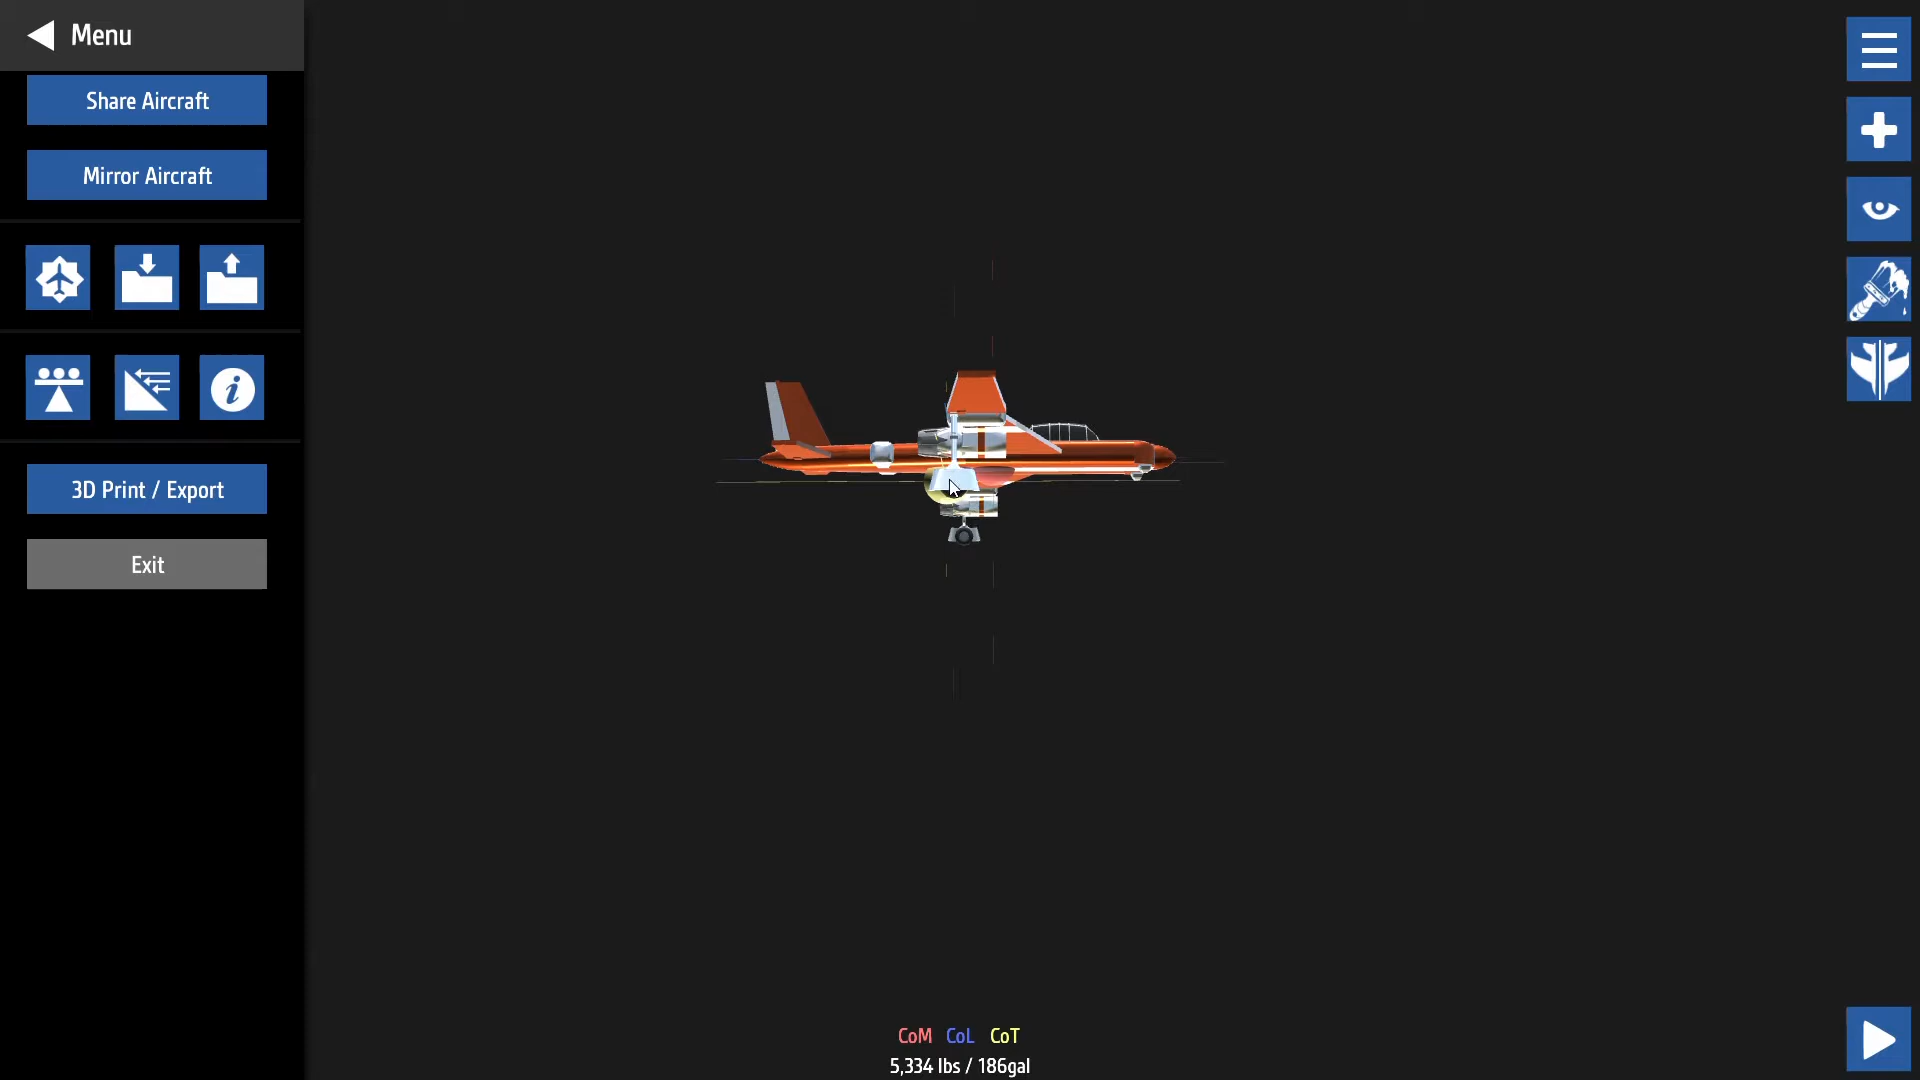 Menu
Share Aircraft
Mirror Aircraft
3D Print / Export
Exit
CoM CoL CoT
5,334 lbs / 186gal